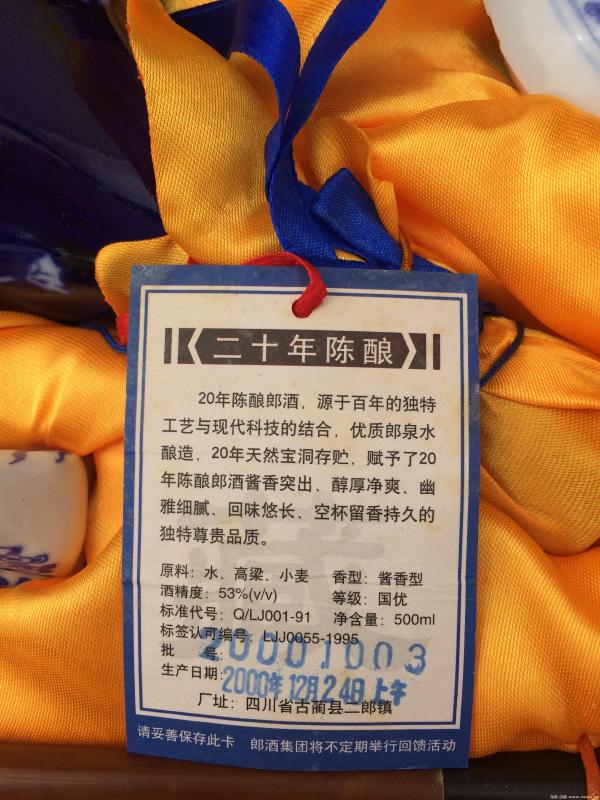 二十年陈酿
20年陈酿郎酒，源于百年的独特
工艺与现代科技的结合，优质郎泉水
酿造，20年天然宝洞存贮，赋予了20
年陈酿郎酒酱香突出、醇厚净爽、幽
雅细腻、回味悠长、空杯留香持久的
独特尊贵品质。
原料：水、高粱、小麦 香型：酱香型
酒精度：53%(v/v) 等级：国优
标准代号：Q/LJ001-91 净含量：500ml
标签认可编号：LJJ0055-1995
批 号：20001003
生产日期：2000年12月24日上午
厂址：四川省古蔺县二郎镇
请妥善保存此卡 郎酒集团将不定期举行回馈活动